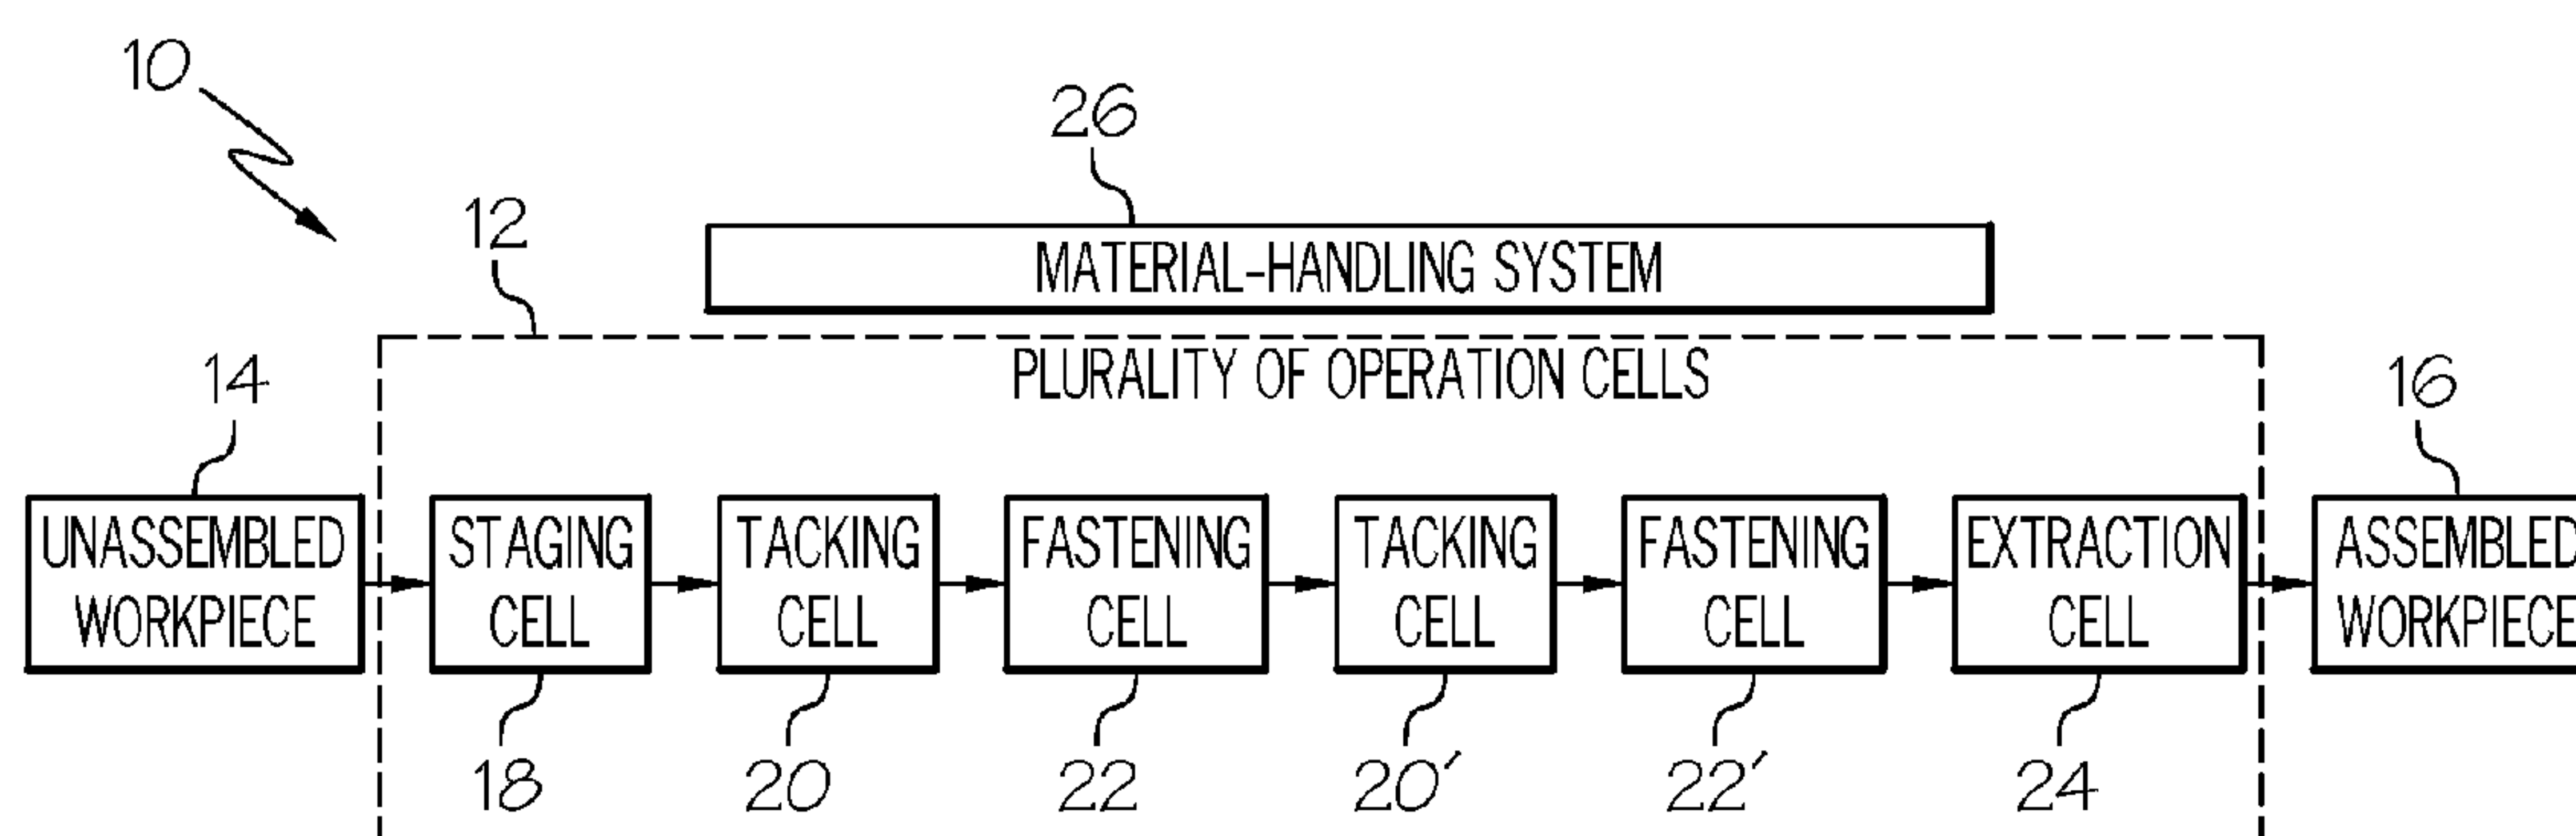 10
26
12
MATERIAL-HANDLING SYSTEM
PLURALITY OF OPERATION CELLS
14
16
UNASSEMBLED
WORKPIECE
STAGING
CELL
TACKING
CELL
FASTENING
CELL
TACKING
CELL
FASTENING
CELL
EXTRACTION
CELL
ASSEMBLED
WORKPIECE
18
20
22
20′
22′
24